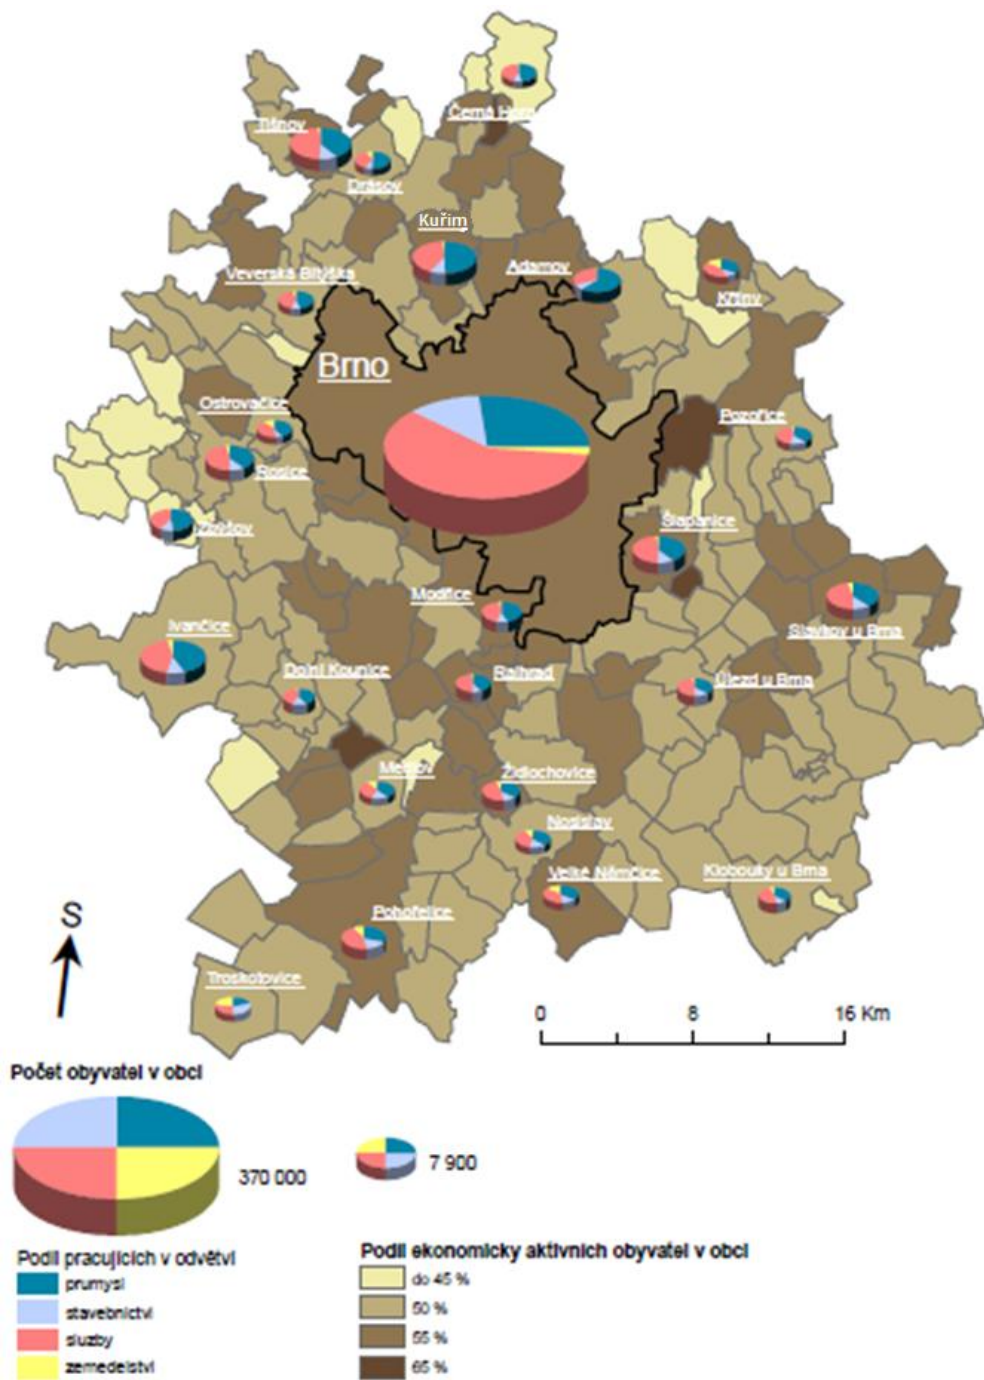 Černá Hora
Tišnov
Drásov
Kuřim
Adamov
Veverská Bítýška
Křtiny
Brno
Ostrovačice
Pozořice
Rosice
Zbýšov
Šlapanice
Modřice
Ivančice
Slavkov u Brna
Dolní Kounice
Rajhrad
Újezd u Brna
Medlov
Židlochovice
Nosislav
Velké Němčice
Klobouky u Brna
S
Pohořelice
Troskotovice
0 8 16 Km
Počet obyvatel v obci
370 000
7 900
Podíl pracujících v odvětví
prumysl
stavebnictví
sluzby
zemedelství
Podíl ekonomicky aktivních obyvatel v obci
do 45 %
50 %
55 %
65 %